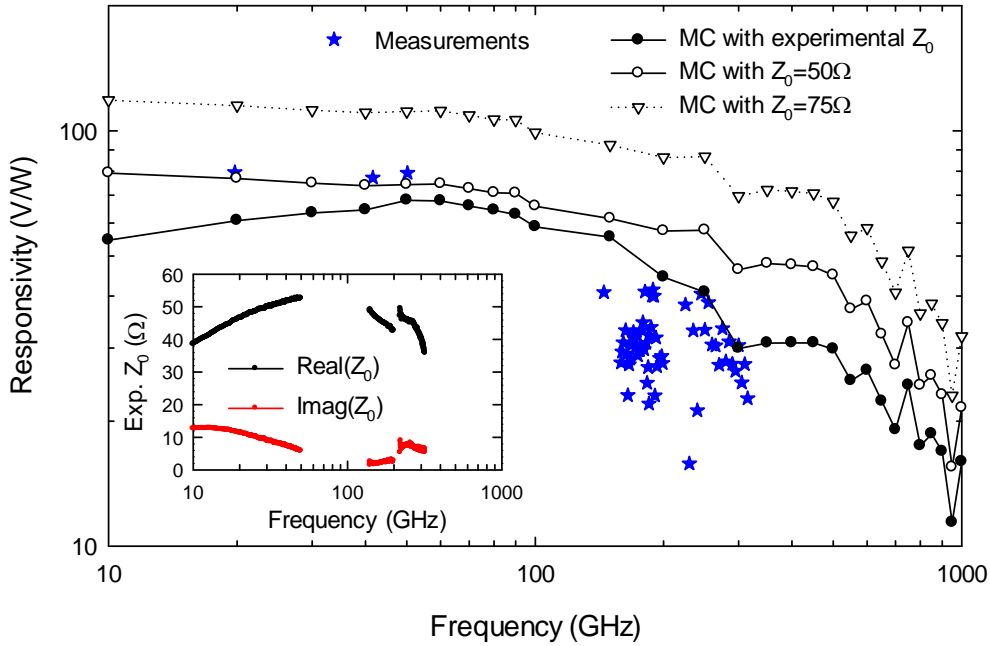 Measurements
MC with experimental Z0
MC with Z0=50Ω
MC with Z0=75Ω
Responsivity (V/W)
100
10
10
100
1000
Frequency (GHz)
Exp. Z0 (Ω)
60
50
40
30
20
10
0
Real(Z0)
Imag(Z0)
10
100
1000
Frequency (GHz)